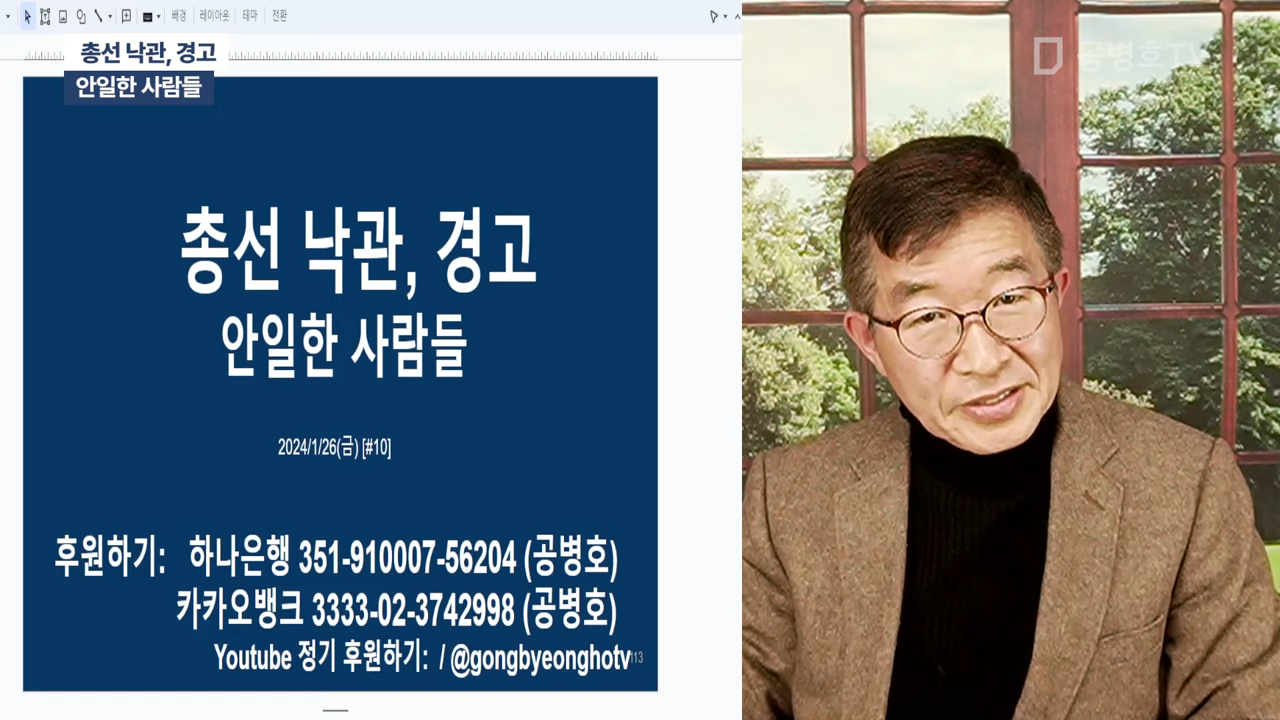 배경 레이아웃 테마 전환
총선 낙관, 경고
안일한 사람들
공병호TV
총선 낙관, 경고
안일한 사람들
2024/1/26(금) [#10]
후원하기: 하나은행 351-910007-56204 (공병호)
카카오뱅크 3333-02-3742998 (공병호)
Youtube 정기 후원하기: / @gongbyeonghotv
113